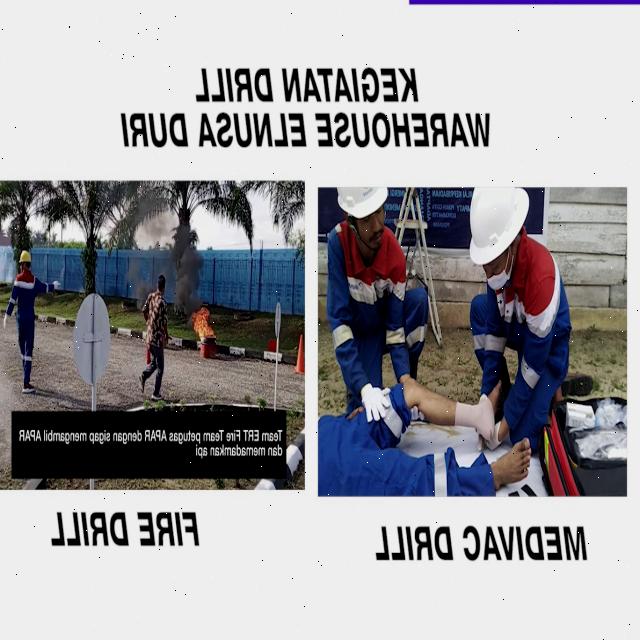 KEGIATAN DRILL
WAREHOUSE ELNUSA DURI
Team ERT Fire Team petugas APAR dengan sigap mengambil APAR
dan memadamkan api
FIRE DRILL
MEDIVAC DRILL